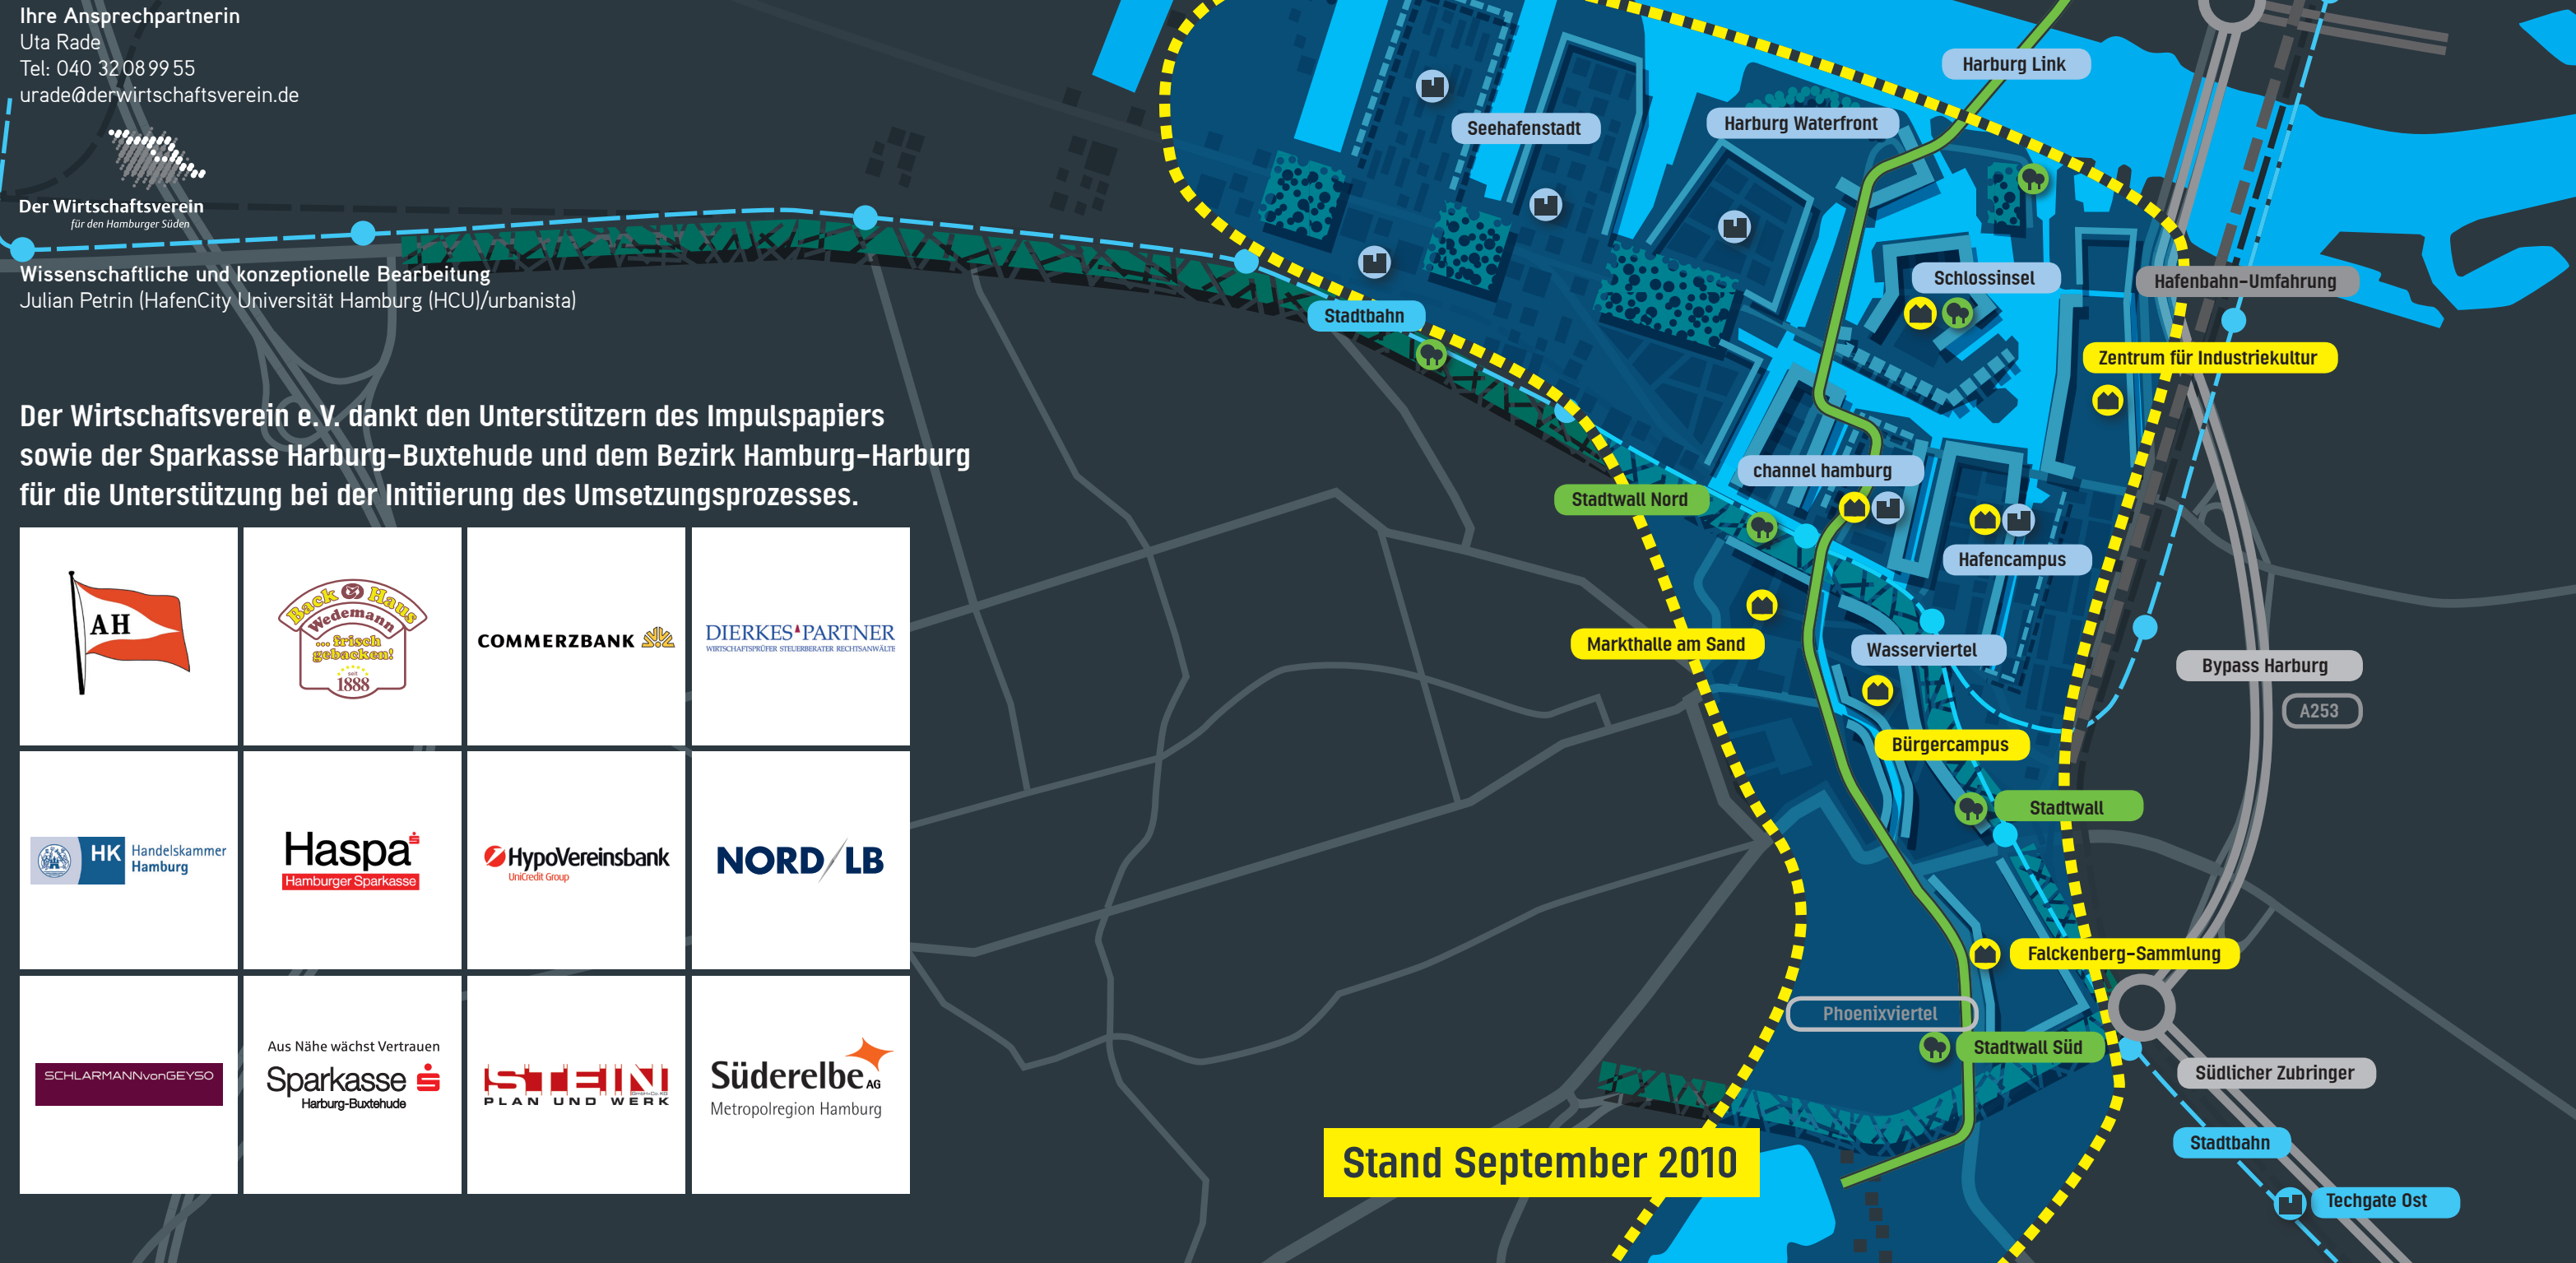 Ihre Ansprechpartnerin
Uta Rade
Tel: 040 32 08 99 55
urade@derwirtschaftsverein.de
Der Wirtschaftsverein
für den Hamburger Süden
Wissenschaftliche und konzeptionelle Bearbeitung
Julian Petrin (HafenCity Universität Hamburg (HCU)/urbanista)
Der Wirtschaftsverein e.V. dankt den Unterstützern des Impulspapiers
sowie der Sparkasse Harburg-Buxtehude und dem Bezirk Hamburg-Harburg
für die Unterstützung bei der Initiierung des Umsetzungsprozesses.
AH
Back Haus
Wedemann
...frisch
gebacken!
seit
1888
COMMERZBANK
DIERKES PARTNER
WIRTSCHAFTSPRÜFER STEUERBERATER RECHTSANWÄLTE
HK Handelskammer
Hamburg
Haspa
Hamburger Sparkasse
HypoVereinsbank
UniCredit Group
NORD/LB
SCHLARMANNvonGEYSO
Aus Nähe wächst Vertrauen
Sparkasse
Harburg-Buxtehude
STEIN
PLAN UND WERK
Süderelbe AG
Metropolregion Hamburg
Harburg Link
Seehafenstadt
Harburg Waterfront
Schlossinsel
Hafenbahn-Umfahrung
Stadtbahn
Zentrum für Industriekultur
channel hamburg
Stadtwall Nord
Hafencampus
Markthalle am Sand
Wasserviertel
Bypass Harburg
A253
Bürgercampus
Stadtwall
Falckenberg-Sammlung
Phoenixviertel
Stadtwall Süd
Südlicher Zubringer
Stadtbahn
Stand September 2010
Techgate Ost